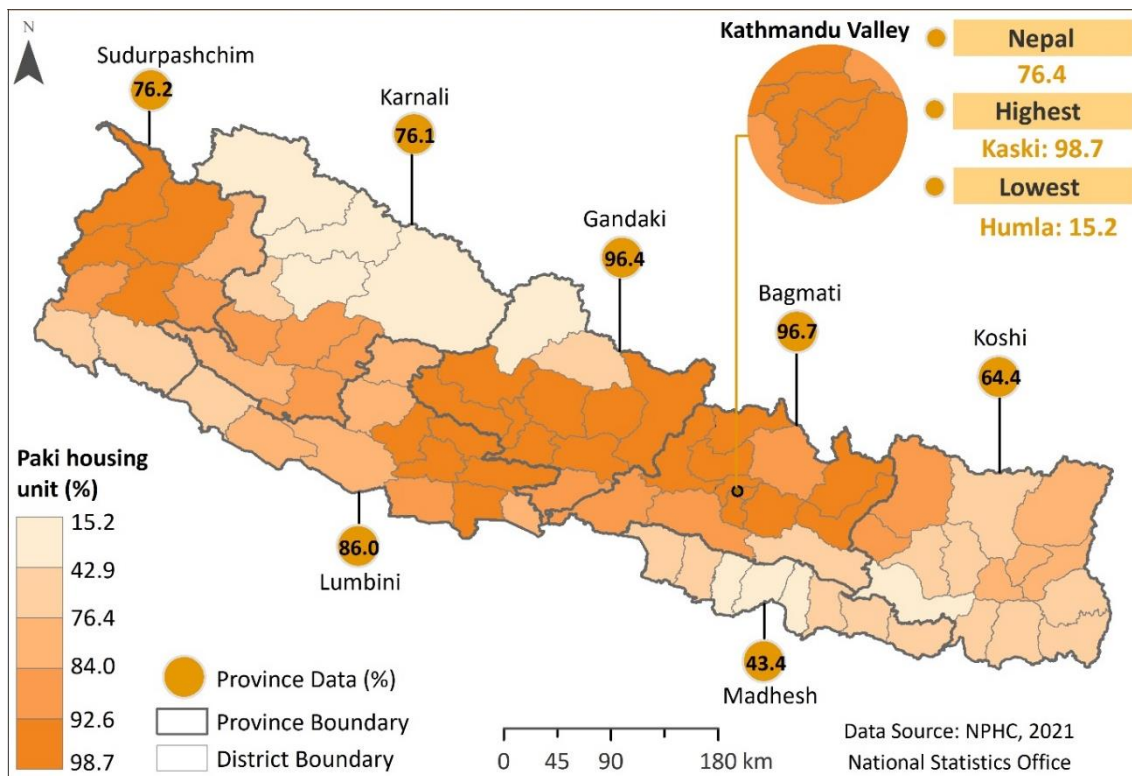 Sudurpashchim
76.2
Karnali
76.1
Gandaki
96.4
Bagmati
96.7
Koshi
64.4
Kathmandu Valley
Nepal
76.4
Highest
Kaski: 98.7
Lowest
Humla: 15.2
86.0
Lumbini
43.4
Madhesh
Paki housing
unit (%)
15.2
42.9
76.4
84.0
92.6
98.7
Province Data (%)
Province Boundary
District Boundary
0 45 90 180 km
Data Source: NPHC, 2021
National Statistics Office